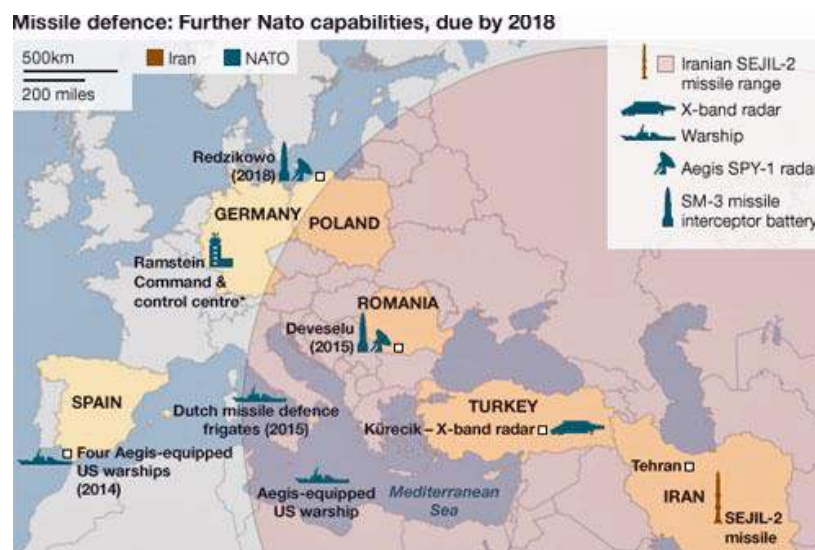 Missile defence: Further Nato capabilities, due by 2018
500km
200 miles
Iran
NATO
Iranian SEJIL-2
missile range
X-band radar
Warship
Aegis SPY-1 radar
SM-3 missile
interceptor battery
Redzikowo
(2018)
GERMANY
POLAND
Ramstein
Command &
control centre*
ROMANIA
Deveselu
(2015)
SPAIN
Dutch missile defence
frigates (2015)
TURKEY
Kürecik – X-band radar
Four Aegis-equipped
US warships
(2014)
Aegis-equipped
US warship
Mediterranean
Sea
Tehran
IRAN
SEJIL-2
missile